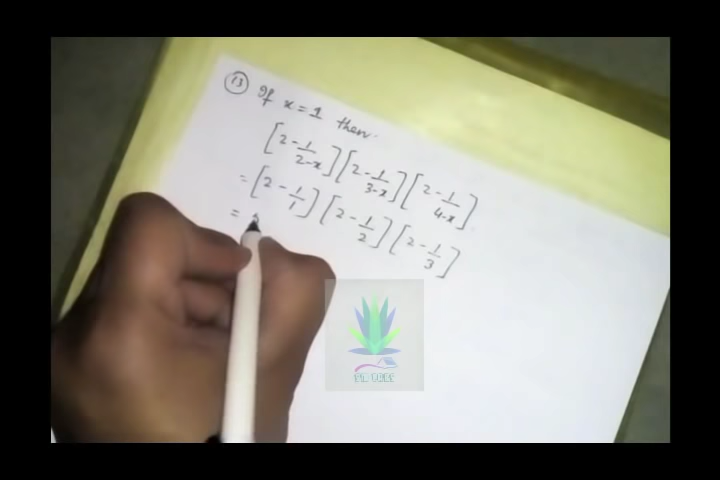 (13) If x = 1 then
[2 - 1/(2-x)] [2 - 1/(3-x)] [2 - 1/(4-x)]
= [2 - 1/1] [2 - 1/2] [2 - 1/3]
=